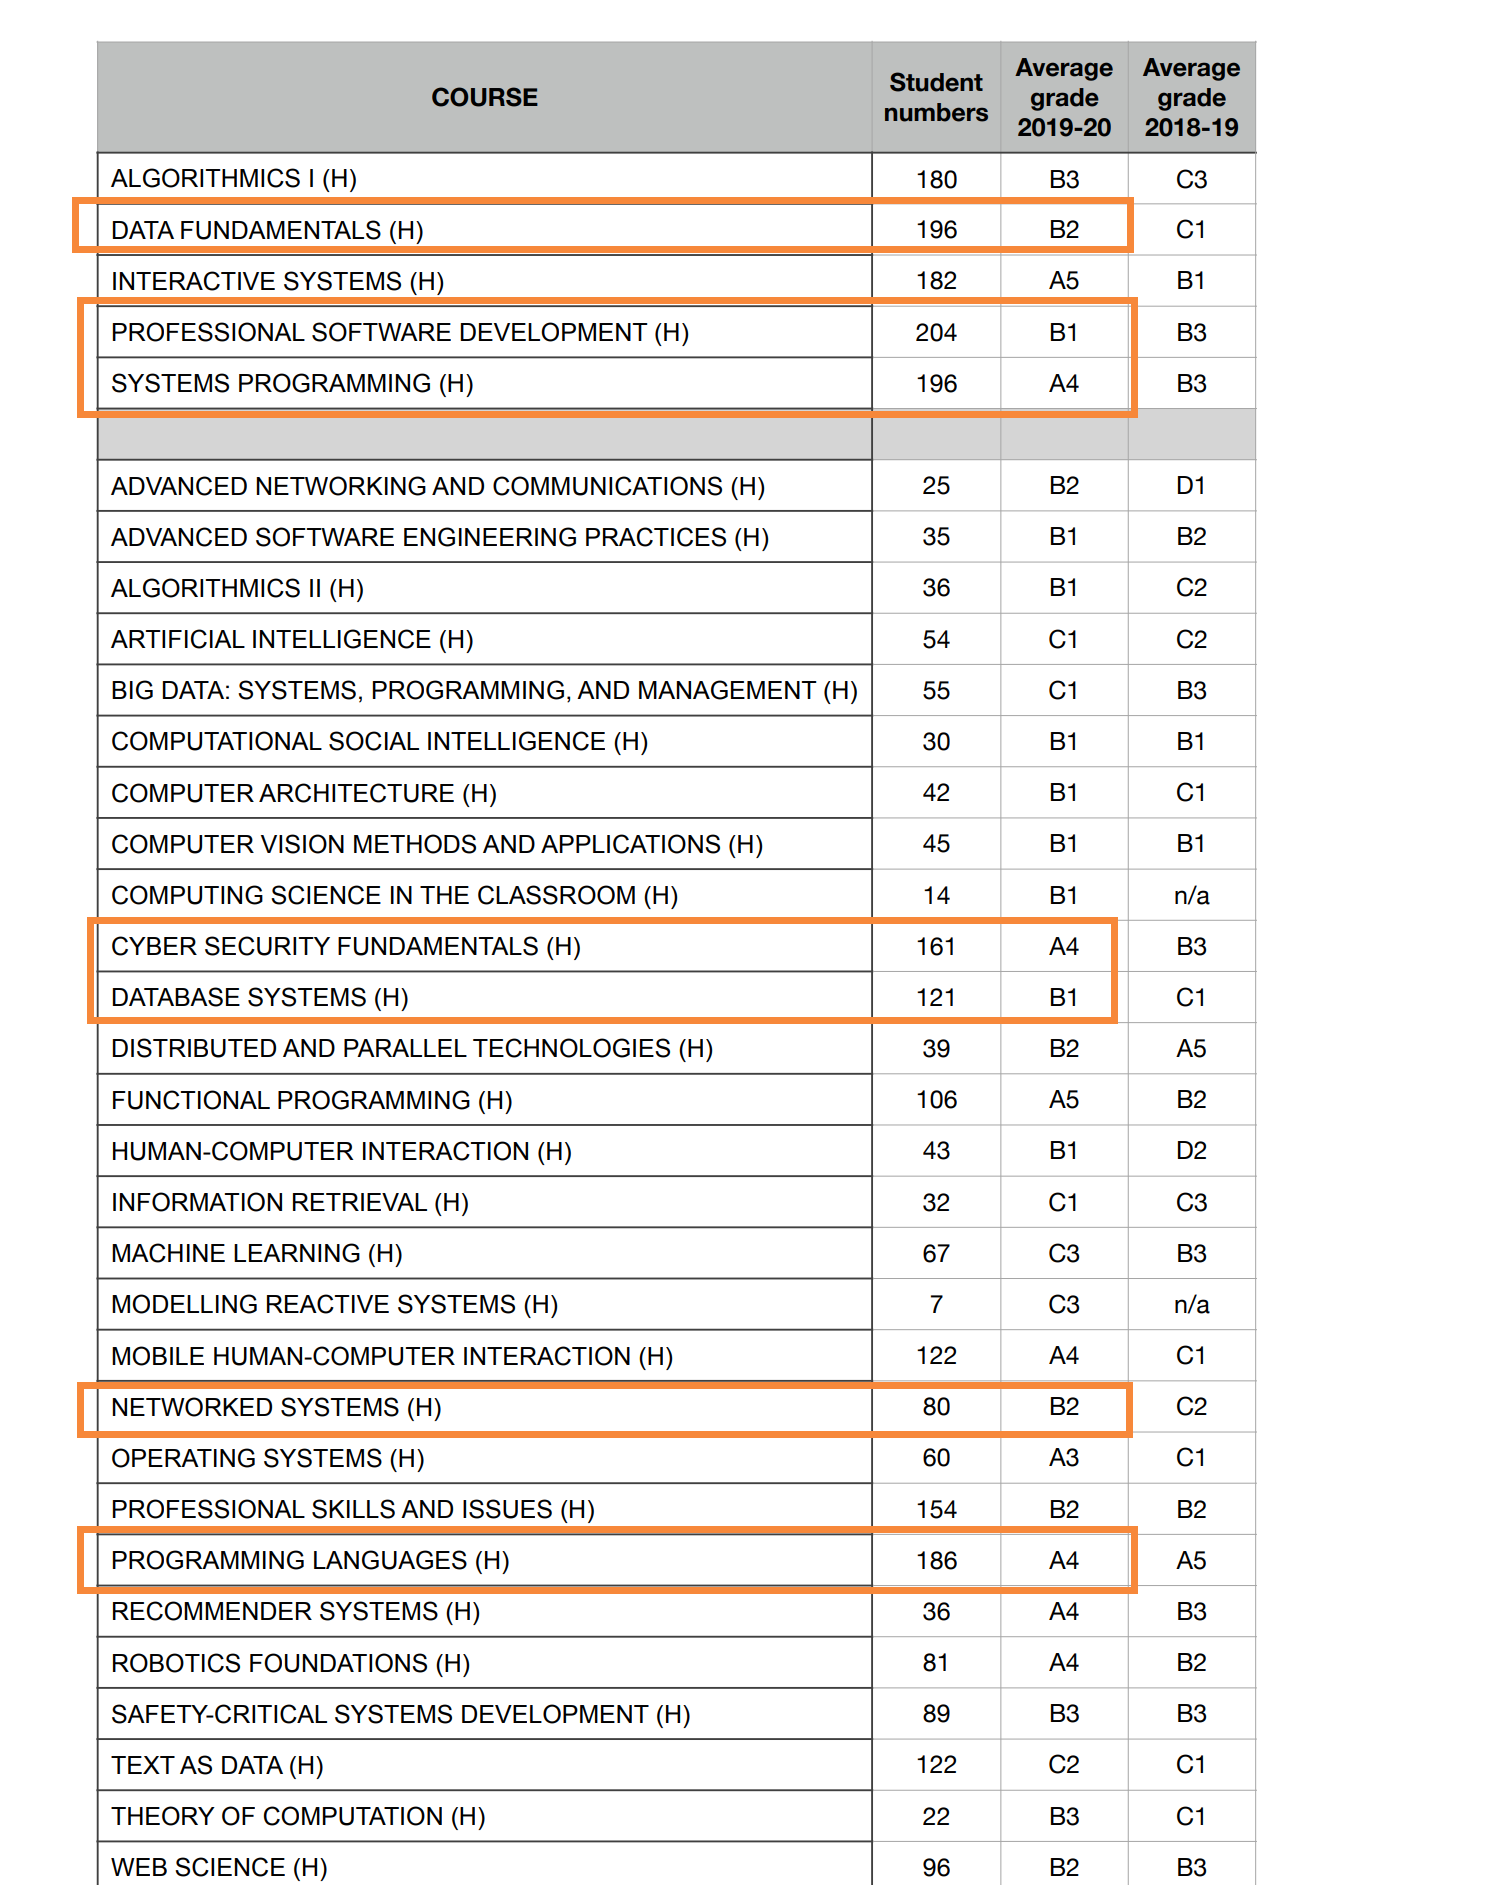 COURSE Student numbers Average grade 2019-20 Average grade 2018-19
ALGORITHMICS I (H) 180 B3 C3
DATA FUNDAMENTALS (H) 196 B2 C1
INTERACTIVE SYSTEMS (H) 182 A5 B1
PROFESSIONAL SOFTWARE DEVELOPMENT (H) 204 B1 B3
SYSTEMS PROGRAMMING (H) 196 A4 B3
ADVANCED NETWORKING AND COMMUNICATIONS (H) 25 B2 D1
ADVANCED SOFTWARE ENGINEERING PRACTICES (H) 35 B1 B2
ALGORITHMICS II (H) 36 B1 C2
ARTIFICIAL INTELLIGENCE (H) 54 C1 C2
BIG DATA: SYSTEMS, PROGRAMMING, AND MANAGEMENT (H) 55 C1 B3
COMPUTATIONAL SOCIAL INTELLIGENCE (H) 30 B1 B1
COMPUTER ARCHITECTURE (H) 42 B1 C1
COMPUTER VISION METHODS AND APPLICATIONS (H) 45 B1 B1
COMPUTING SCIENCE IN THE CLASSROOM (H) 14 B1 n/a
CYBER SECURITY FUNDAMENTALS (H) 161 A4 B3
DATABASE SYSTEMS (H) 121 B1 C1
DISTRIBUTED AND PARALLEL TECHNOLOGIES (H) 39 B2 A5
FUNCTIONAL PROGRAMMING (H) 106 A5 B2
HUMAN-COMPUTER INTERACTION (H) 43 B1 D2
INFORMATION RETRIEVAL (H) 32 C1 C3
MACHINE LEARNING (H) 67 C3 B3
MODELLING REACTIVE SYSTEMS (H) 7 C3 n/a
MOBILE HUMAN-COMPUTER INTERACTION (H) 122 A4 C1
NETWORKED SYSTEMS (H) 80 B2 C2
OPERATING SYSTEMS (H) 60 A3 C1
PROFESSIONAL SKILLS AND ISSUES (H) 154 B2 B2
PROGRAMMING LANGUAGES (H) 186 A4 A5
RECOMMENDER SYSTEMS (H) 36 A4 B3
ROBOTICS FOUNDATIONS (H) 81 A4 B2
SAFETY-CRITICAL SYSTEMS DEVELOPMENT (H) 89 B3 B3
TEXT AS DATA (H) 122 C2 C1
THEORY OF COMPUTATION (H) 22 B3 C1
WEB SCIENCE (H) 96 B2 B3